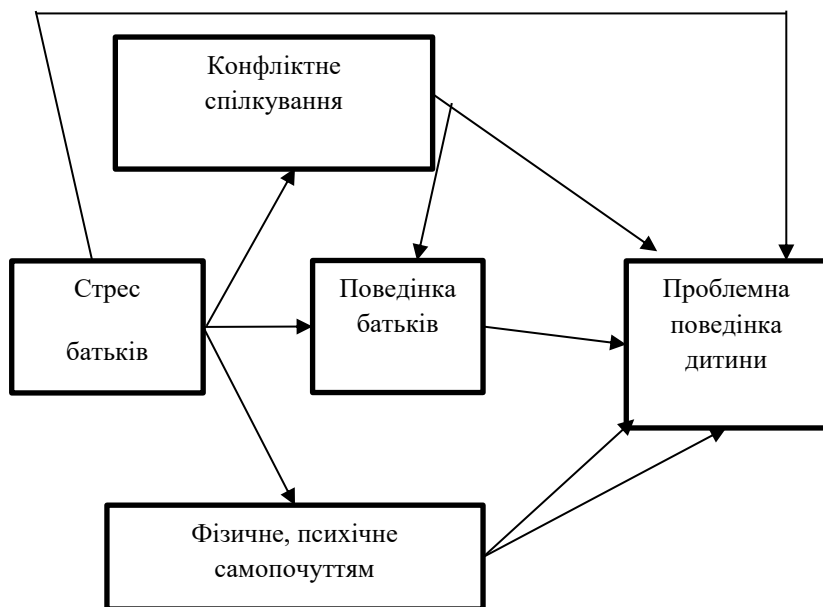 Конфліктне
спілкування
Стрес
батьків
Поведінка
батьків
Проблемна
поведінка
дитини
Фізичне, психічне
самопочуттям